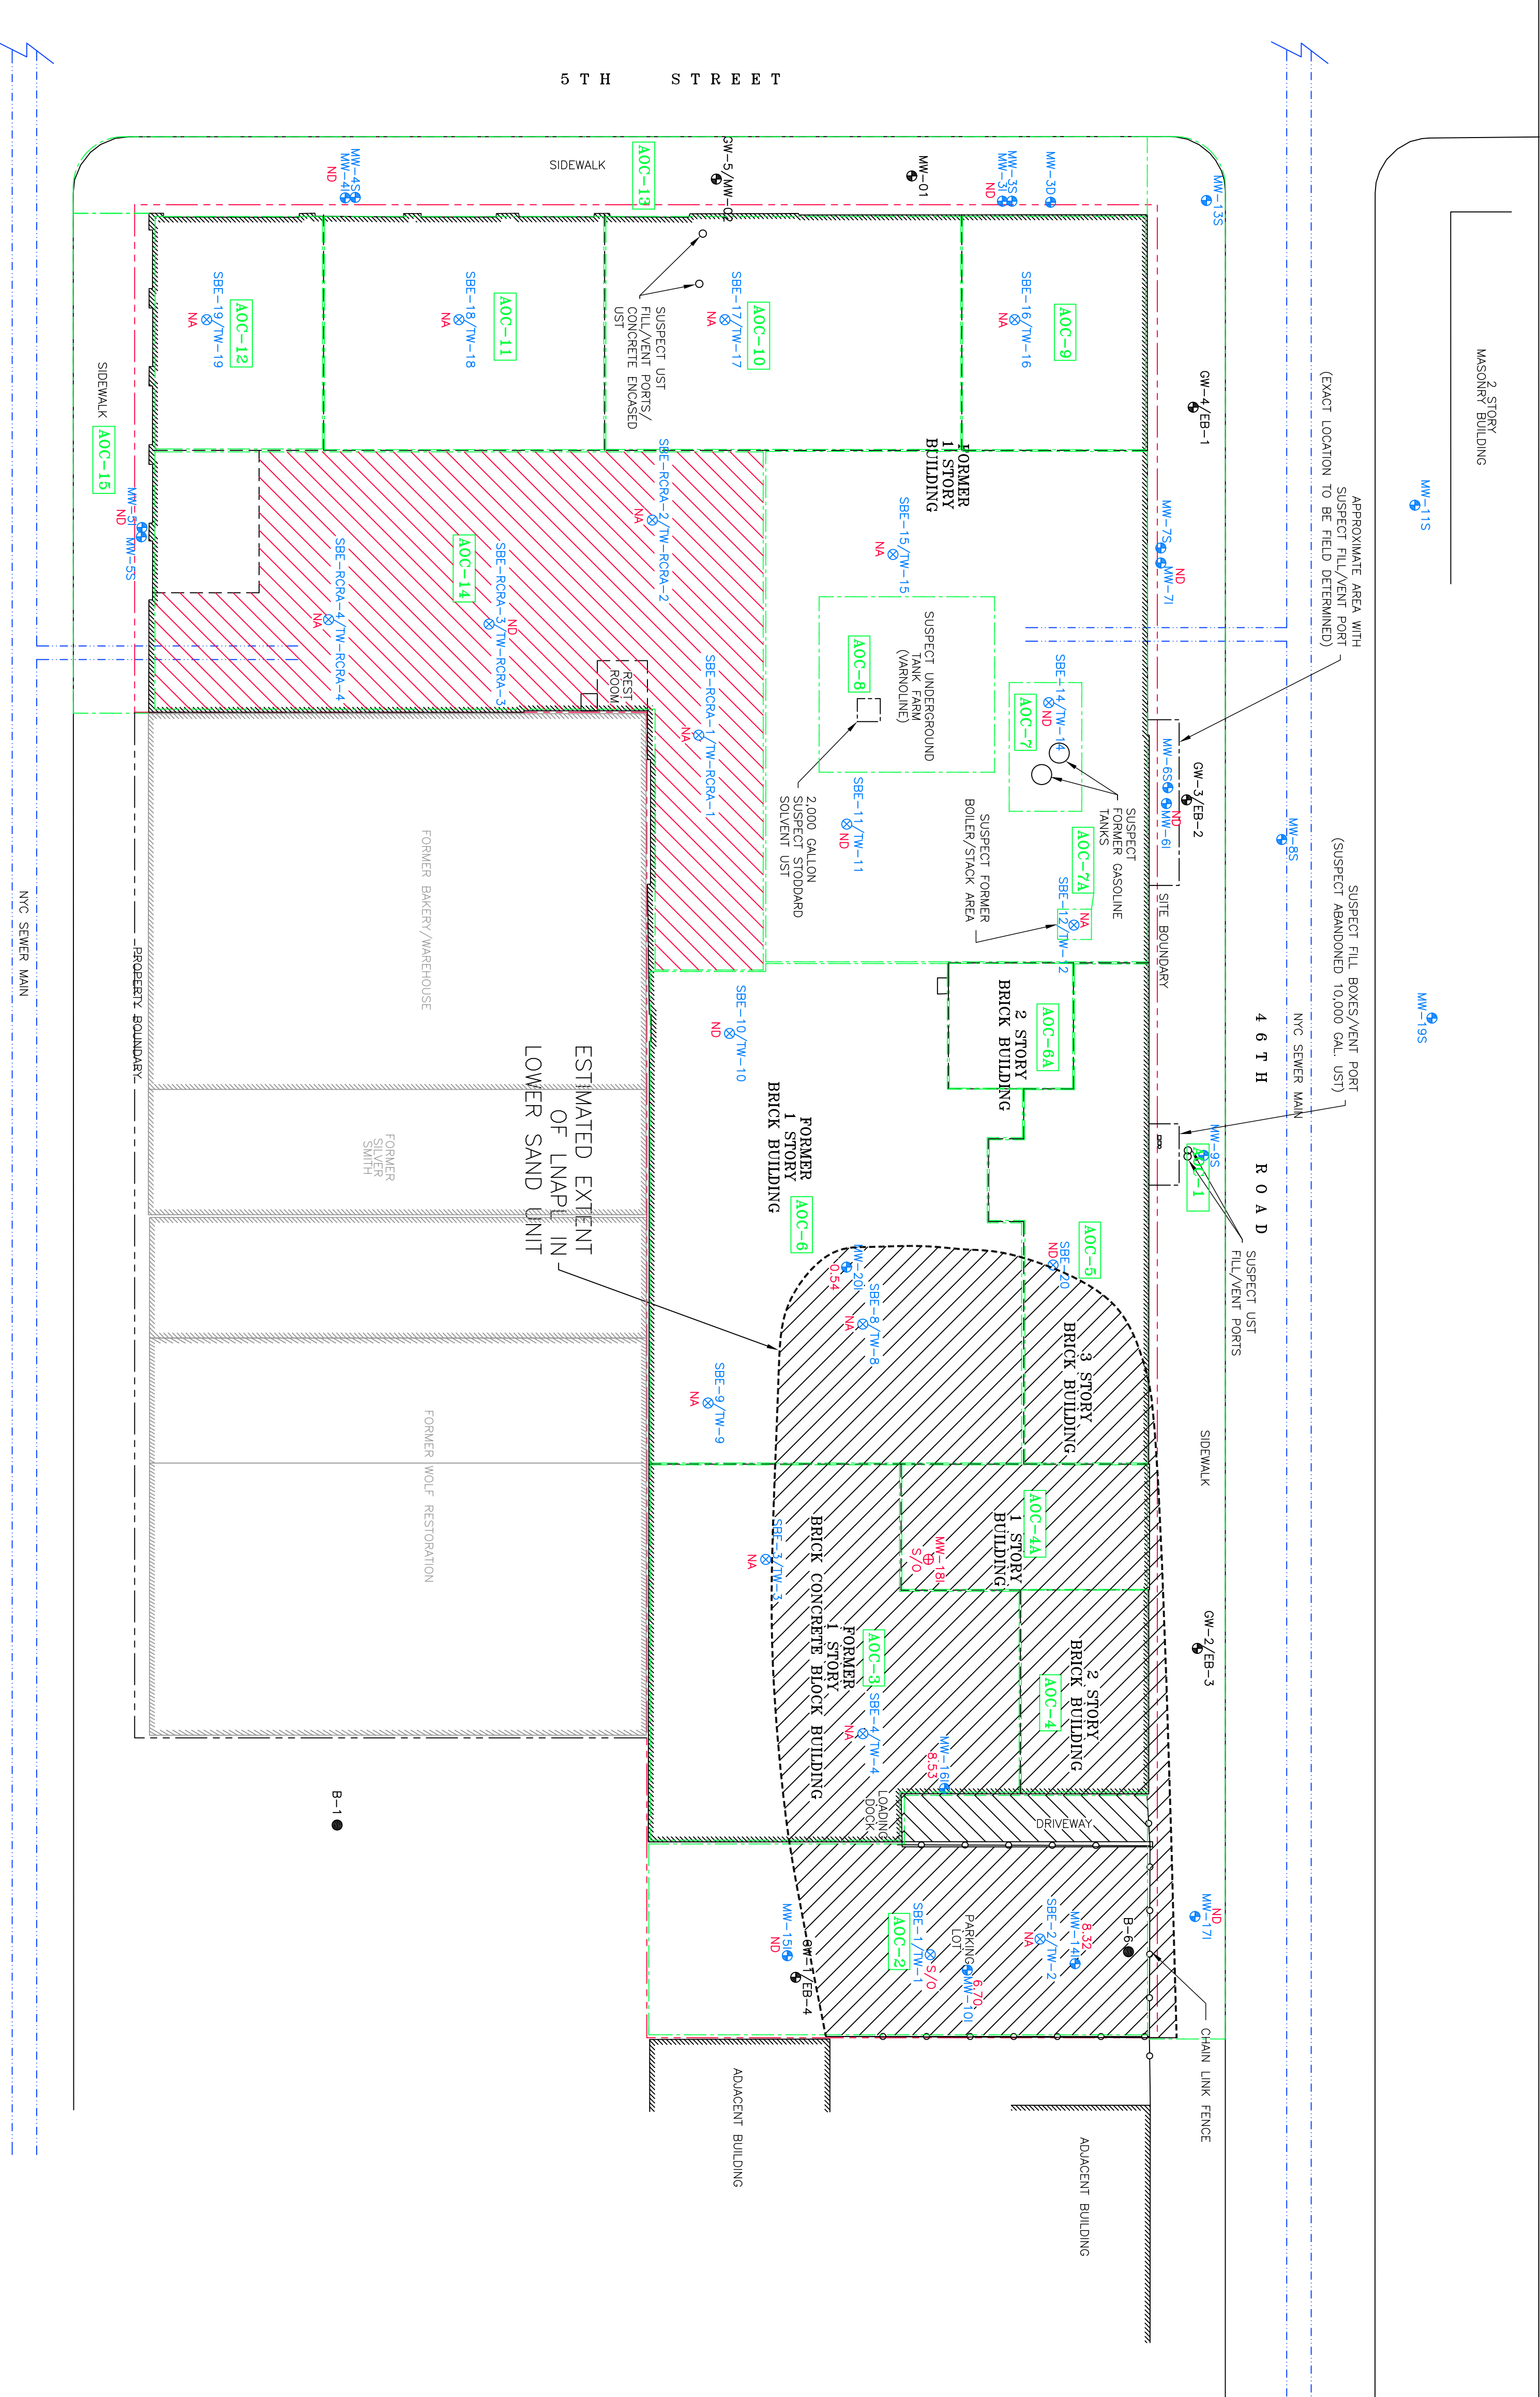 5TH STREET
2 STORY
MASONRY BUILDING
MW-11S
MW-19S
APPROXIMATE AREA WITH
SUSPECT FILL/VENT PORT
(EXACT LOCATION TO BE FIELD DETERMINED)
SUSPECT FILL BOXES/VENT PORT
(SUSPECT ABANDONED 10,000 GAL. UST)
NYC SEWER MAIN
MW-8S
46TH ROAD
SUSPECT UST
FILL/VENT PORTS
MW-13S
GW-4/EB-1
GW-3/EB-2
MW-9S
AOC-1
SIDEWALK
GW-2/EB-3
ND
MW-17I
CHAIN LINK FENCE
MW-7S
ND
MW-7I
MW-6S
ND
MW-6I
SITE BOUNDARY
MW-3D
MW-3S
MW-3I
ND
MW-01
GW-5/MW-02
AOC-13
SIDEWALK
MW-4S
MW-4I
ND
AOC-9
SBE-16/TW-16
NA
AOC-10
SBE-17/TW-17
NA
SUSPECT UST
FILL/VENT PORTS/
CONCRETE ENCASED
UST
AOC-11
SBE-18/TW-18
NA
AOC-12
SBE-19/TW-19
NA
FORMER
1 STORY
BUILDING
SBE-15/TW-15
NA
SBE-14/TW-14
ND
AOC-7
SUSPECT
FORMER GASOLINE
TANKS
AOC-7A
NA
SBE-12/TW-12
SUSPECT FORMER
BOILER/STACK AREA
SUSPECT UNDERGROUND
TANK FARM
(VARNOLINE)
AOC-8
SBE-11/TW-11
ND
2,000 GALLON
SUSPECT STODDARD
SOLVENT UST
SBE-RCRA-1/TW-RCRA-1
NA
SBE-RCRA-2/TW-RCRA-2
NA
REST
ROOM
ND
SBE-RCRA-3/TW-RCRA-3
AOC-14
SBE-RCRA-4/TW-RCRA-4
NA
MW-5I
ND
MW-5S
SIDEWALK
AOC-15
AOC-6A
2 STORY
BRICK BUILDING
SBE-10/TW-10
ND
FORMER
1 STORY
BRICK BUILDING
AOC-6
AOC-5
SBE-20
ND
3 STORY
BRICK BUILDING
MW-20I
0.54
SBE-8/TW-8
NA
SBE-9/TW-9
NA
ESTIMATED EXTENT
OF LNAPL IN
LOWER SAND UNIT
AOC-4A
1 STORY
BUILDING
MW-18I
S/O
SBE-3/TW-3
NA
2 STORY
BRICK BUILDING
AOC-4
AOC-3
FORMER
1 STORY
BRICK CONCRETE BLOCK BUILDING
SBE-4/TW-4
NA
MW-16I
8.53
LOADING
DOCK
DRIVEWAY
B-6
8.32
MW-14I
SBE-2/TW-2
NA
PARKING
LOT
6.70
MW-10I
S/O
SBE-1/TW-1
AOC-2
MW-15I
ND
GW-1/EB-4
ADJACENT BUILDING
ADJACENT BUILDING
FORMER BAKERY/WAREHOUSE
FORMER
SILVER
SMITH
FORMER WOLF RESTORATION
B-1
PROPERTY BOUNDARY
NYC SEWER MAIN